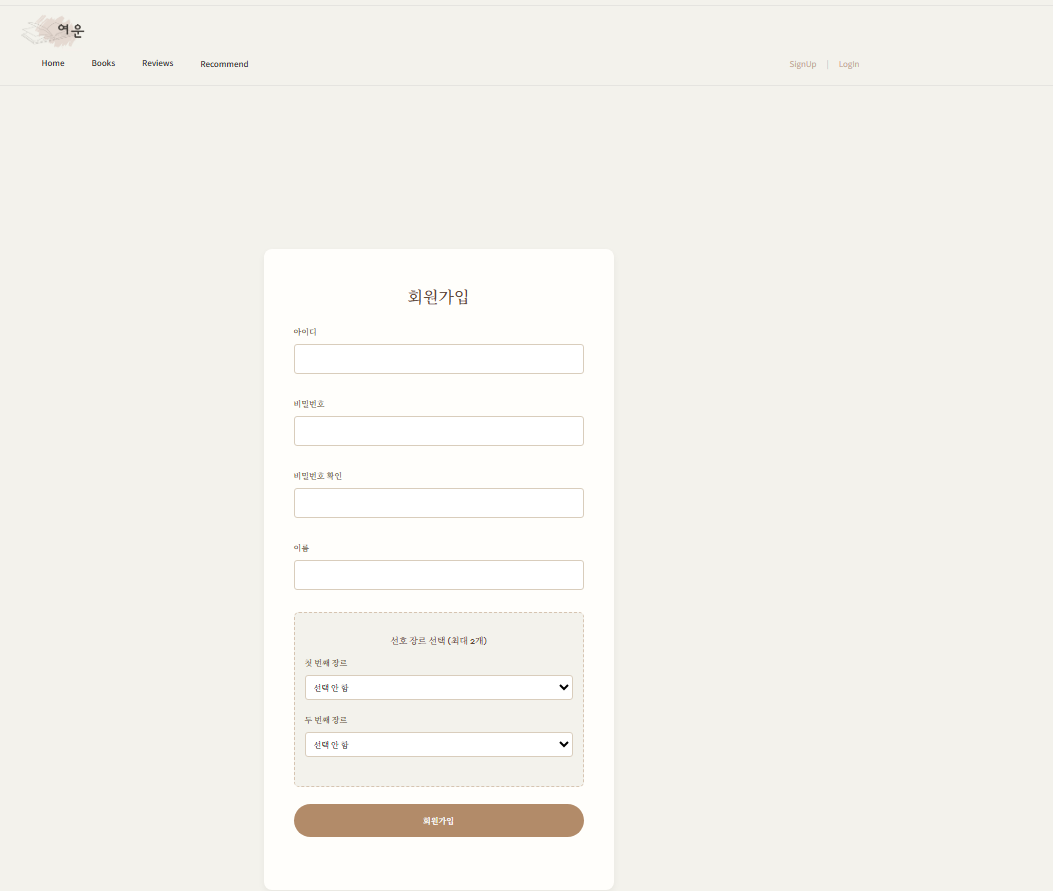 여운
Home Books Reviews Recommend SignUp | LogIn
회원가입
아이디
비밀번호
비밀번호 확인
이름
선호 장르 선택 (최대 2개)
첫 번째 장르
선택 안 함
두 번째 장르
선택 안 함
회원가입